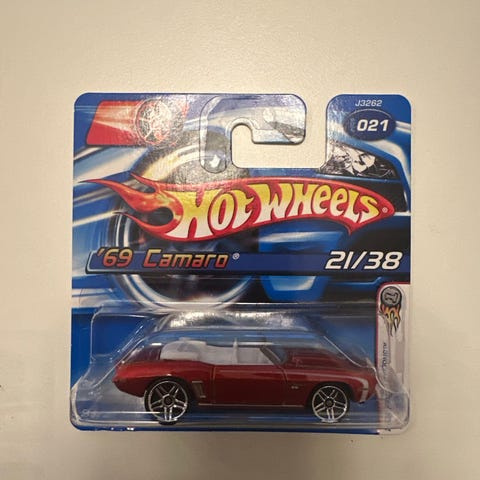 J3262
021
HOT WHEELS
'69 Camaro®
21/38